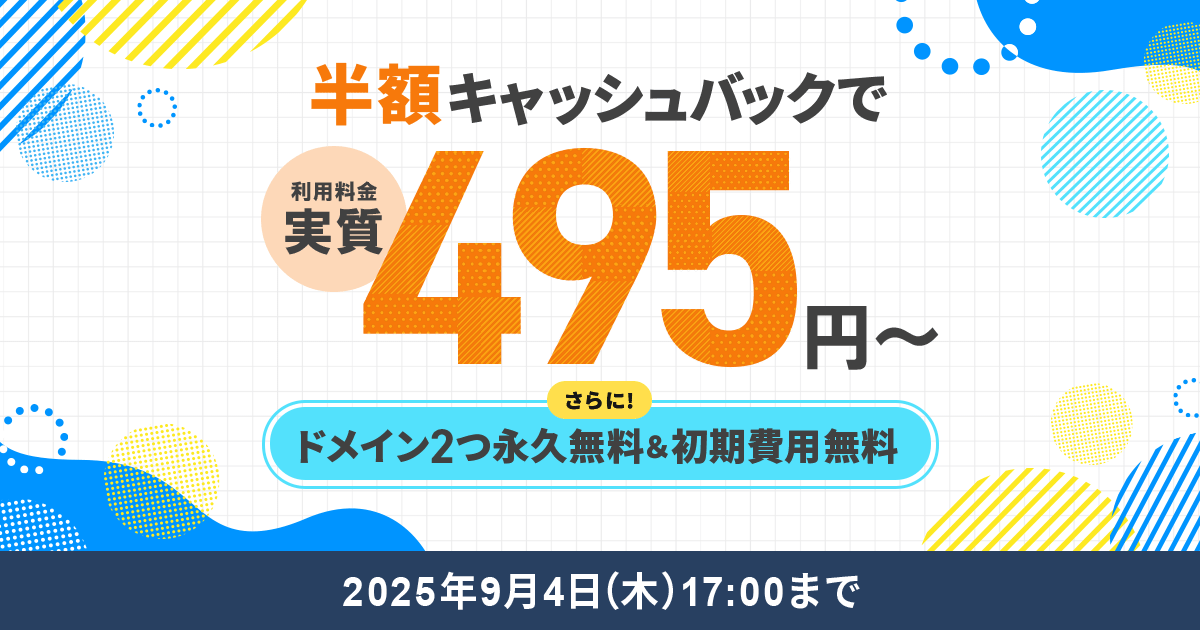 半額キャッシュバックで
利用料金
実質
495円〜
さらに!
ドメイン2つ永久無料&初期費用無料
2025年9月4日(木)17:00まで